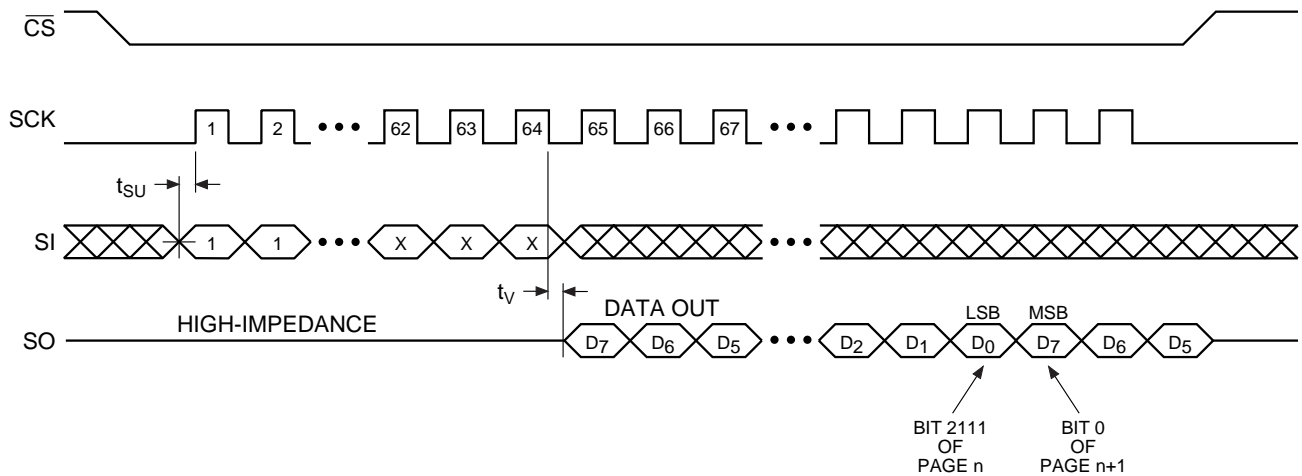 CS
SCK
1 2 ••• 62 63 64 65 66 67 •••
tSU
SI
1 1 ••• X X X •••
tV
DATA OUT
HIGH-IMPEDANCE
LSB MSB
SO
D7 D6 D5 ••• D2 D1 D0 D7 D6 D5
BIT 2111
OF
PAGE n
BIT 0
OF
PAGE n+1